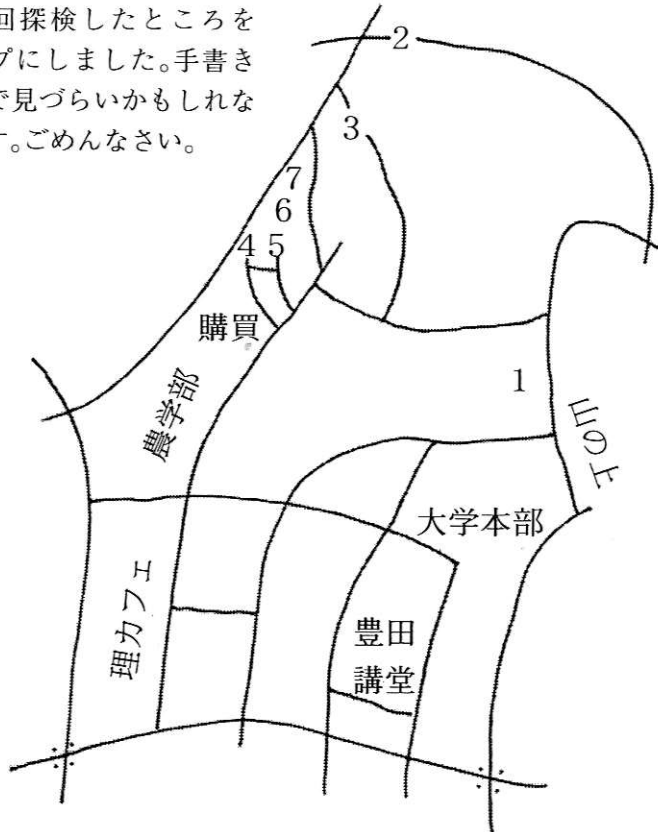 回探検したところを
プにしました。手書き
で見づらいかもしれな
す。ごめんなさい。
2
3
7
6
4 5
購買
農学部
1
山の上
大学本部
理カフェ
豊田
講堂